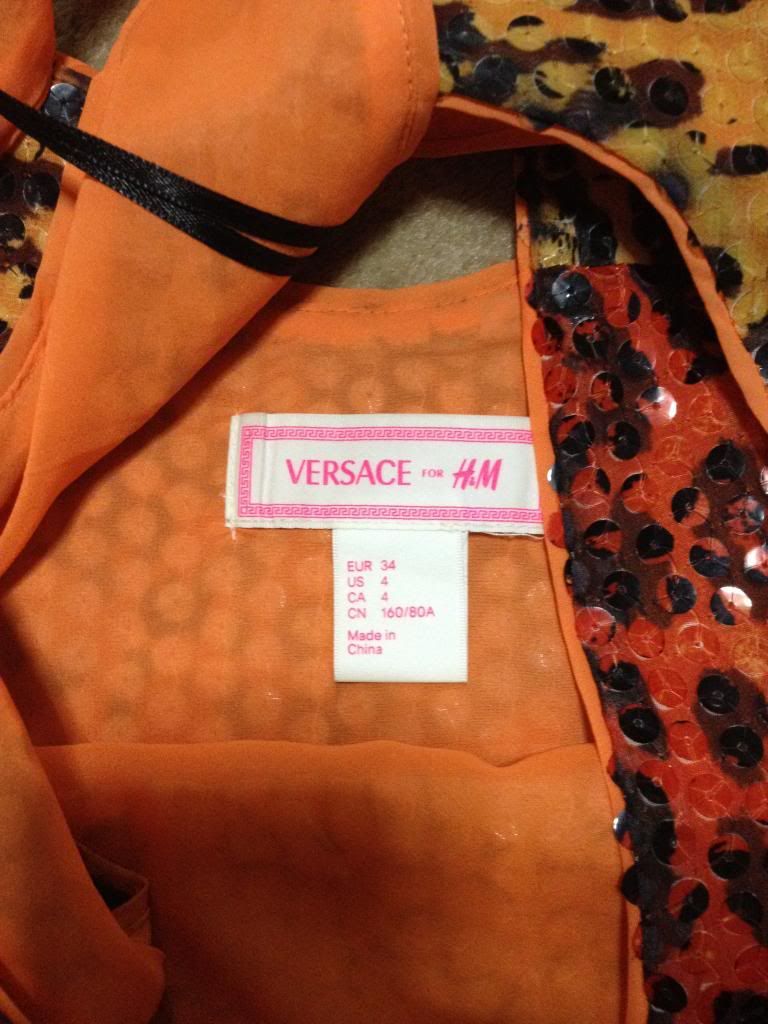 VERSACE FOR H&M
EUR 34
US 4
CA 4
CN 160/80A
Made in
China